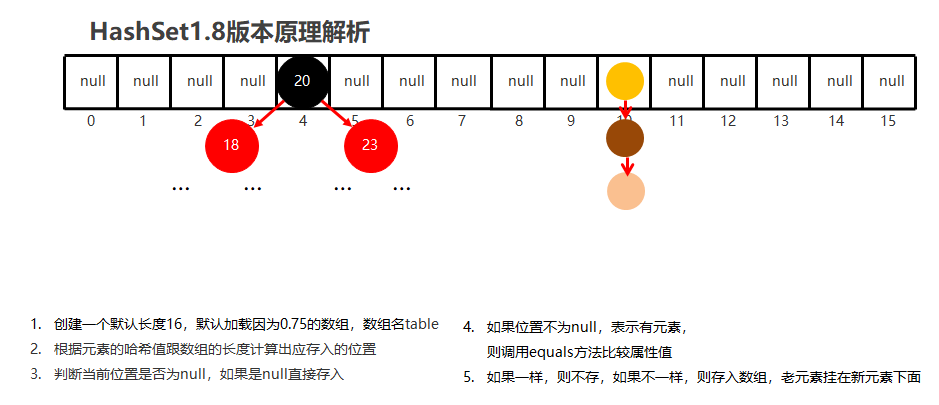 HashSet1.8版本原理解析
null null null null 20 null null null null null null null null null null
0 1 2 3 4 5 6 7 8 9 10 11 12 13 14 15
18 23
... ... ... ...
1. 创建一个默认长度16，默认加载因为0.75的数组，数组名table
2. 根据元素的哈希值跟数组的长度计算出应存入的位置
3. 判断当前位置是否为null，如果是null直接存入
4. 如果位置不为null，表示有元素，
则调用equals方法比较属性值
5. 如果一样，则不存，如果不一样，则存入数组，老元素挂在新元素下面